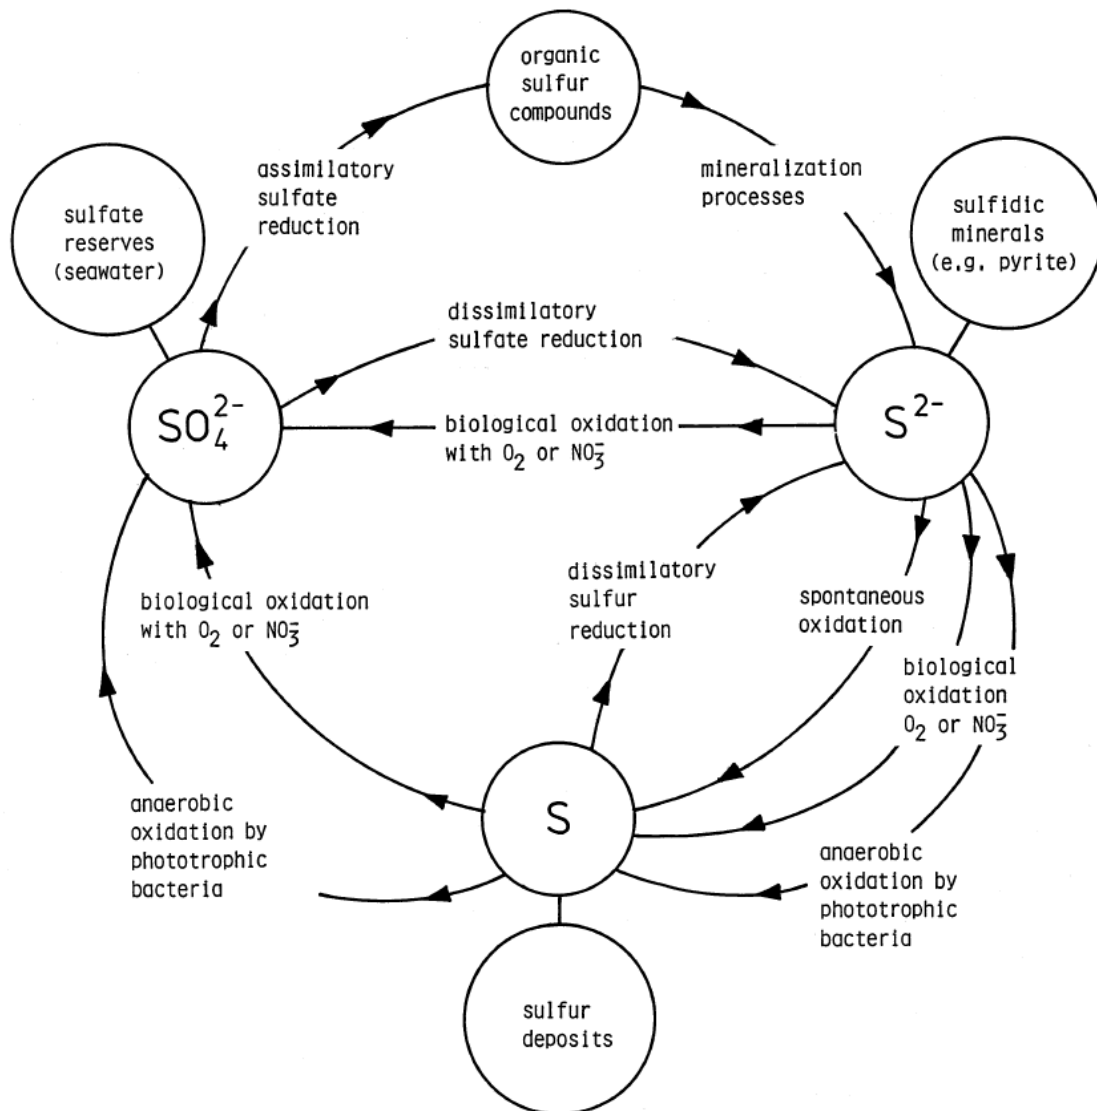 organic
sulfur
compounds
assimilatory
sulfate
reduction
mineralization
processes
sulfate
reserves
(seawater)
sulfidic
minerals
(e.g. pyrite)
dissimilatory
sulfate reduction
SO₄²⁻
S²⁻
biological oxidation
with O₂ or NO₃⁻
dissimilatory
sulfur
reduction
spontaneous
oxidation
biological oxidation
with O₂ or NO₃⁻
biological
oxidation
O₂ or NO₃⁻
anaerobic
oxidation by
phototrophic
bacteria
S
anaerobic
oxidation by
phototrophic
bacteria
sulfur
deposits